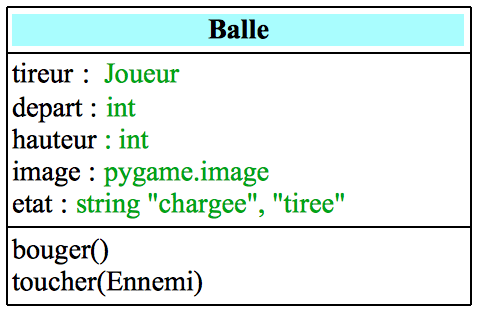 Balle
tireur : Joueur
depart : int
hauteur : int
image : pygame.image
etat : string "chargee", "tiree"
bouger()
toucher(Ennemi)